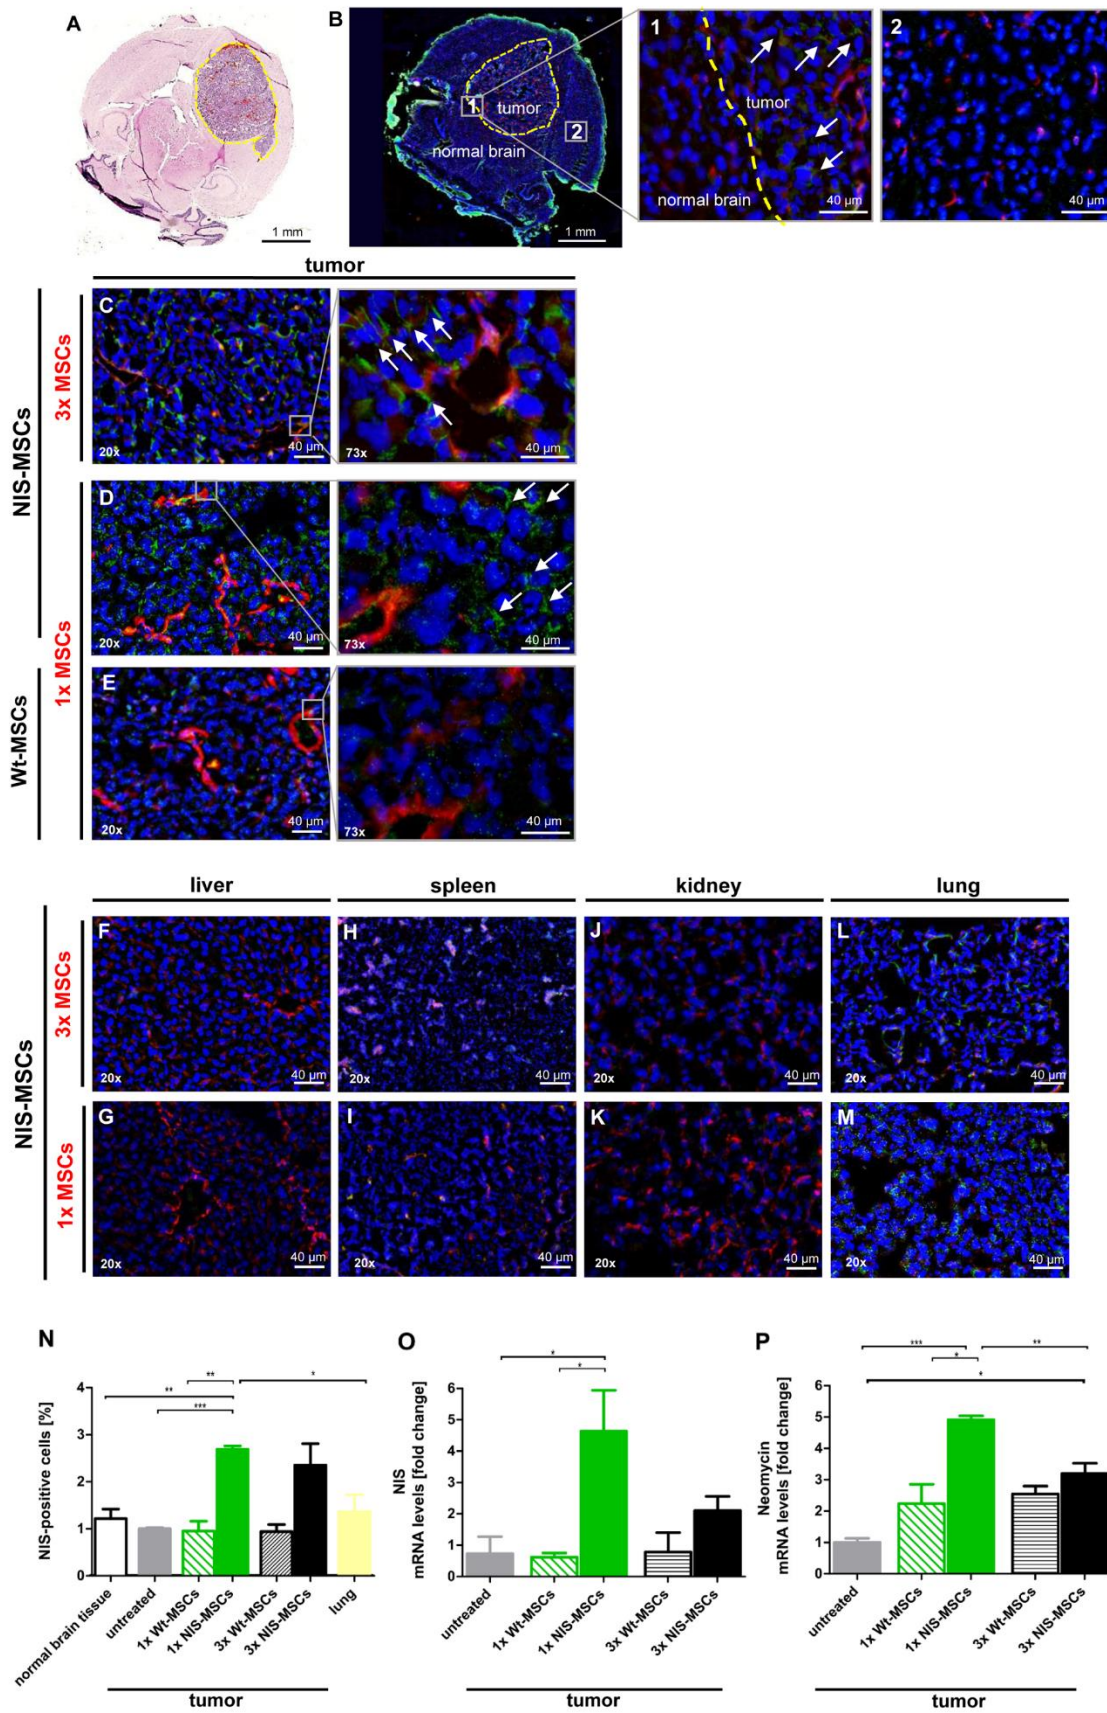 A
1 mm
B
1
tumor
2
normal brain
1 mm
1
tumor
normal brain
40 µm
2
40 µm
tumor
NIS-MSCs
3x MSCs
C
20x
40 µm
73x
40 µm
1x MSCs
D
20x
40 µm
73x
40 µm
Wt-MSCs
E
20x
40 µm
73x
40 µm
liver
spleen
kidney
lung
NIS-MSCs
3x MSCs
F
20x
40 µm
H
20x
40 µm
J
20x
40 µm
L
20x
40 µm
1x MSCs
G
20x
40 µm
I
20x
40 µm
K
20x
40 µm
M
20x
40 µm
N
**
**
*
***
NIS-positive cells [%]
4
3
2
1
0
normal brain tissue
untreated
1x Wt-MSCs
1x NIS-MSCs
3x Wt-MSCs
3x NIS-MSCs
lung
tumor
O
*
*
NIS
mRNA levels [fold change]
6
5
4
3
2
1
0
untreated
1x Wt-MSCs
1x NIS-MSCs
3x Wt-MSCs
3x NIS-MSCs
tumor
P
***
**
*
*
Neomycin
mRNA levels [fold change]
6
5
4
3
2
1
0
untreated
1x Wt-MSCs
1x NIS-MSCs
3x Wt-MSCs
3x NIS-MSCs
tumor